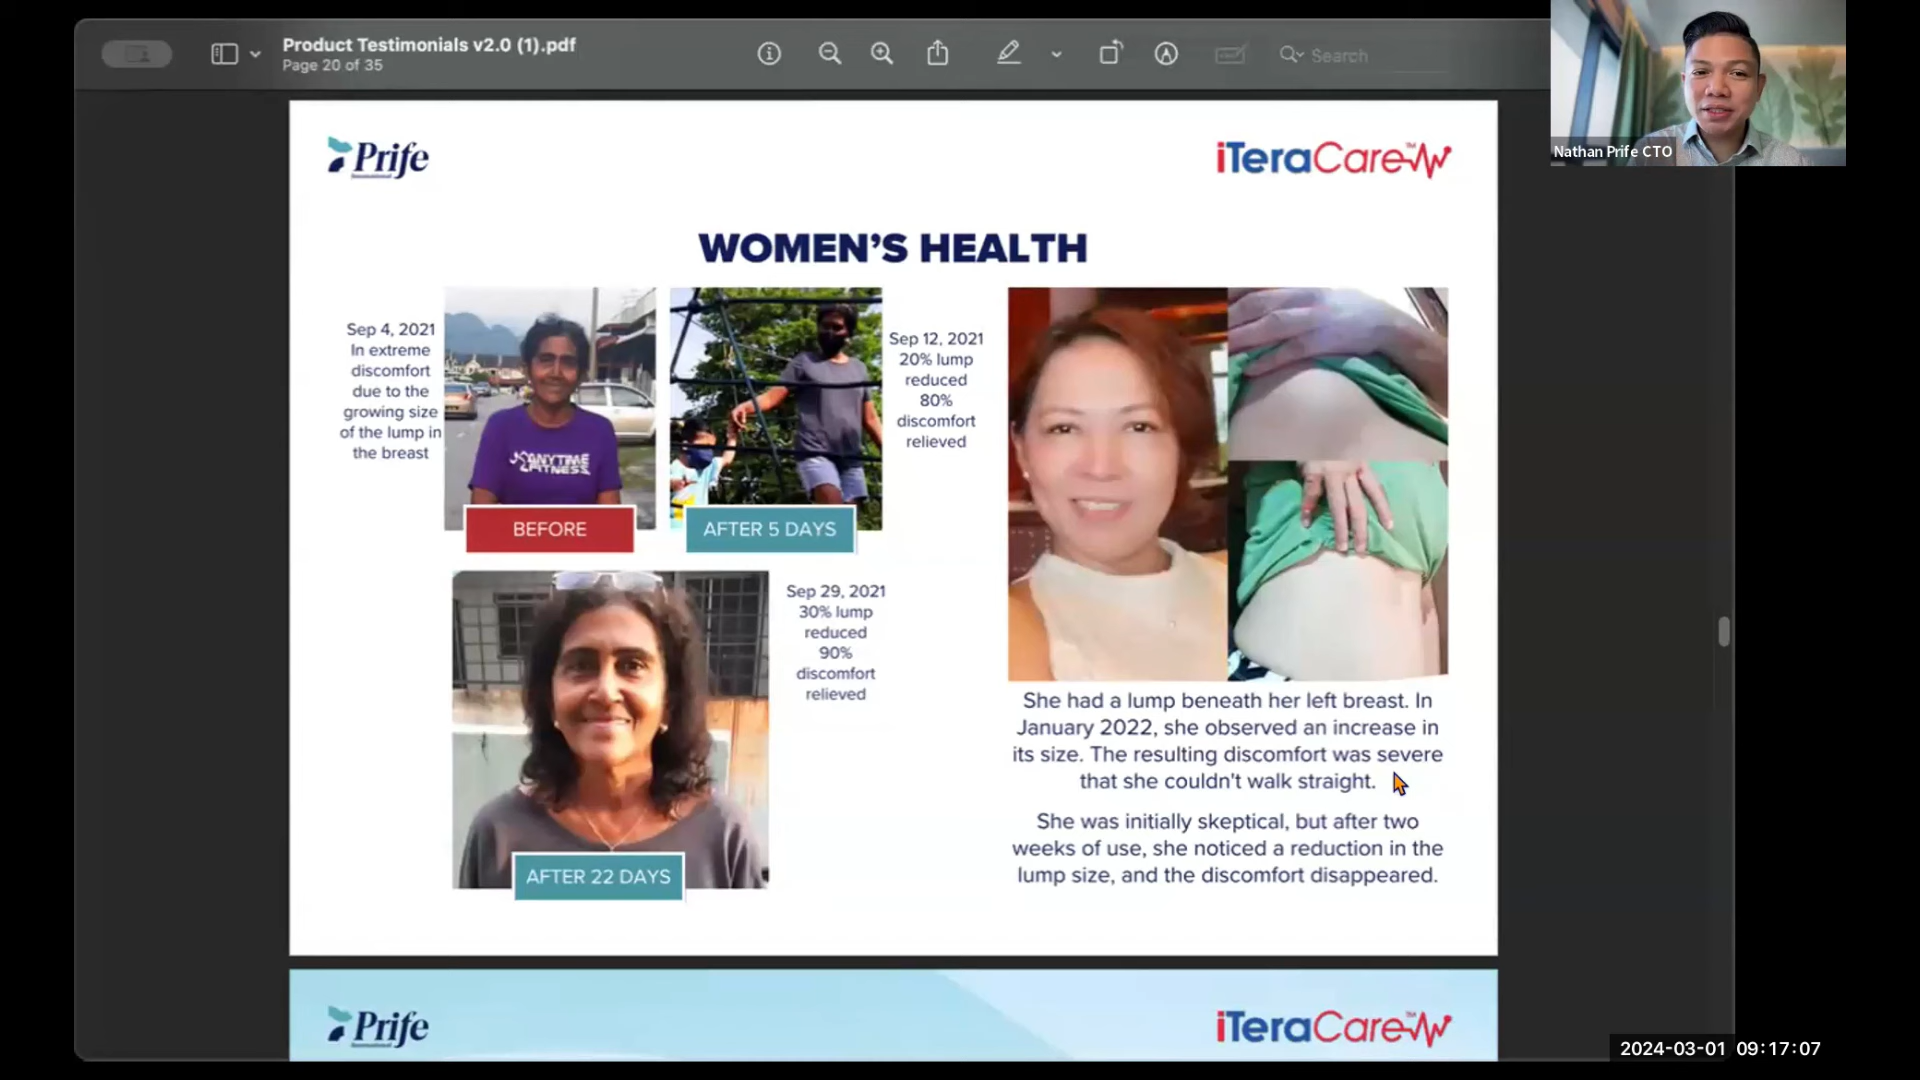 Product Testimonials v2.0 (1).pdf
Page 20 of 35
Search
Nathan Prife CTO
Prife
iTeraCare
TM
WOMEN'S HEALTH
Sep 4, 2021
In extreme
discomfort
due to the
growing size
of the lump in
the breast
ANYTIME
FITNESS
BEFORE
AFTER 5 DAYS
Sep 12, 2021
20% lump
reduced
80%
discomfort
relieved
AFTER 22 DAYS
Sep 29, 2021
30% lump
reduced
90%
discomfort
relieved
She had a lump beneath her left breast. In
January 2022, she observed an increase in
its size. The resulting discomfort was severe
that she couldn't walk straight.
She was initially skeptical, but after two
weeks of use, she noticed a reduction in the
lump size, and the discomfort disappeared.
Prife
iTeraCare
TM
2024-03-01 09:17:07